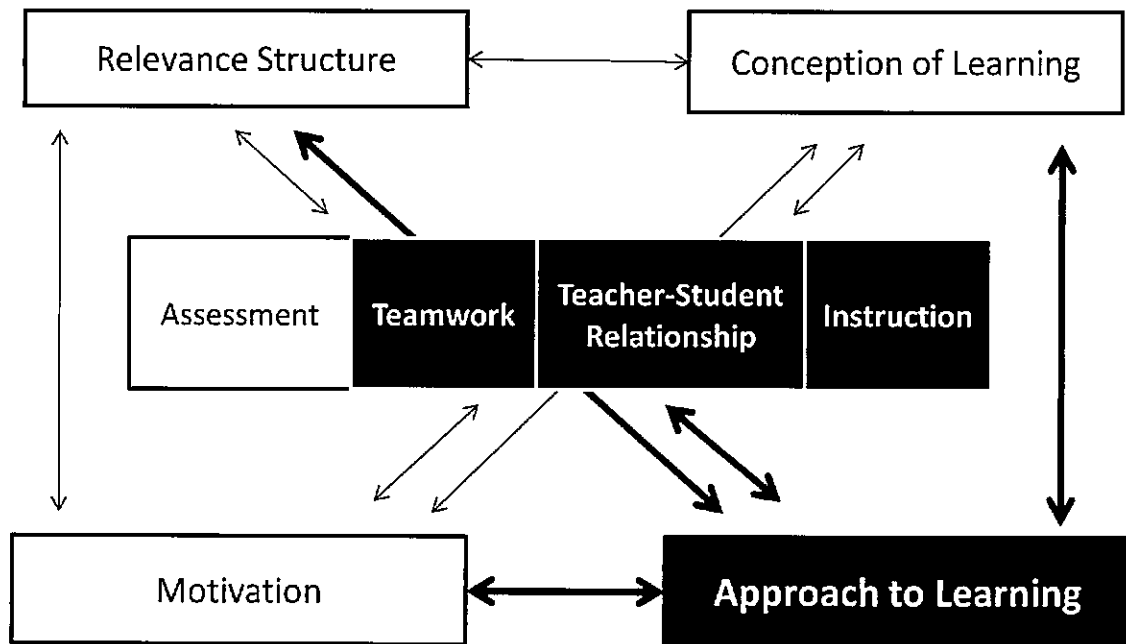 Relevance Structure
Conception of Learning
Assessment
Teamwork
Teacher-Student
Relationship
Instruction
Motivation
Approach to Learning